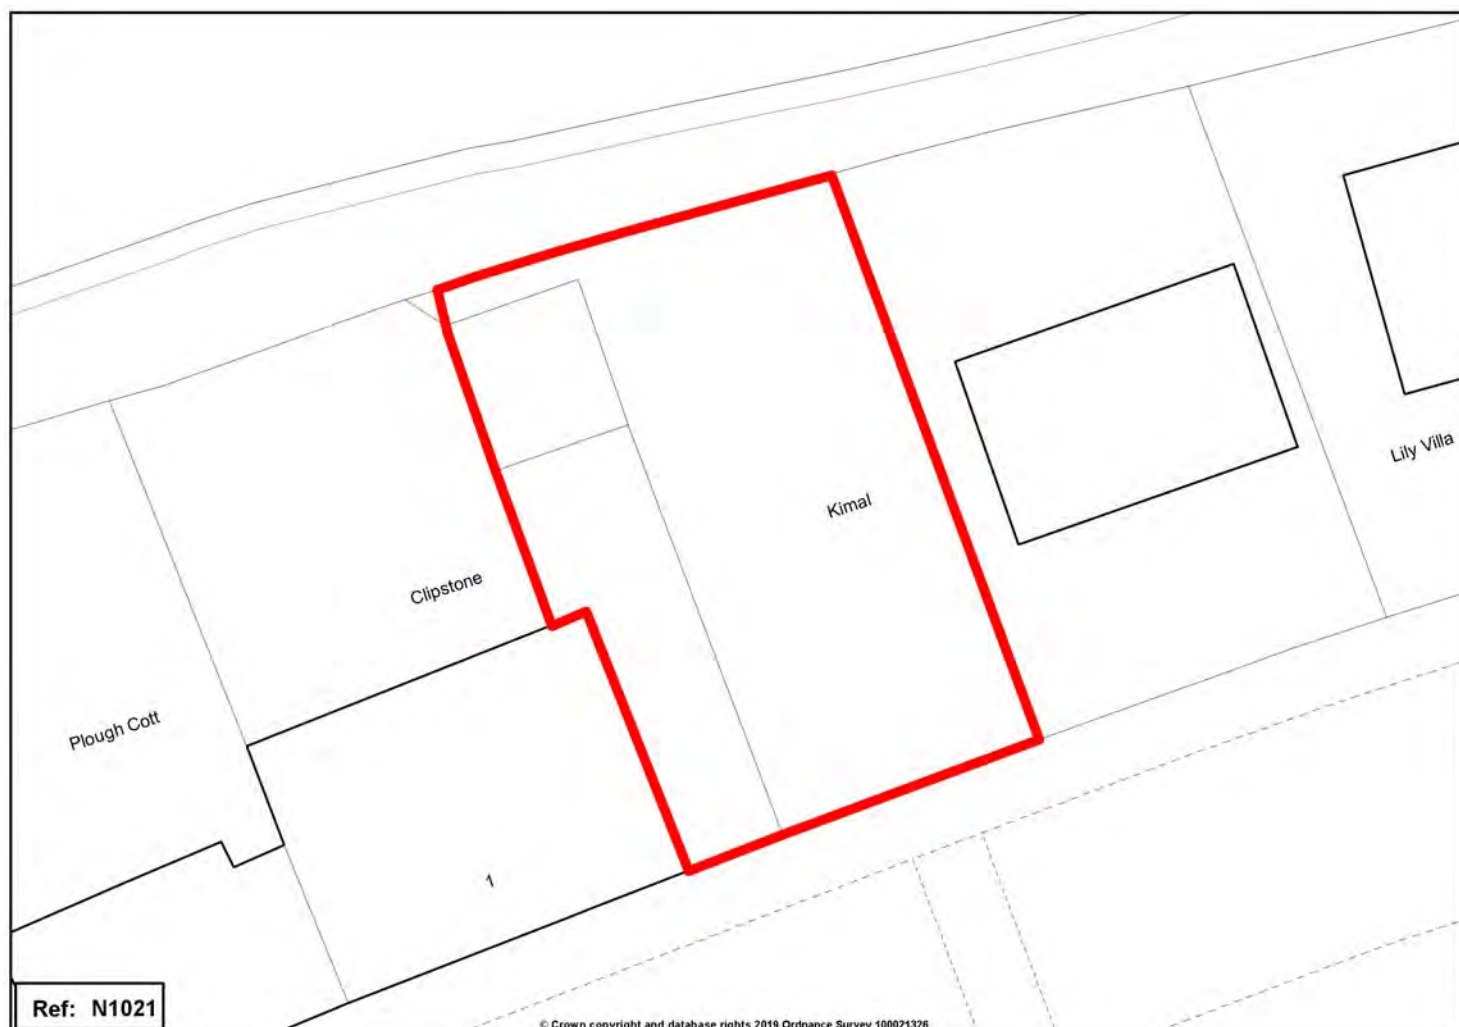 Lily Villa
Kimal
Clipstone
Plough Cott
1
Ref: N1021
© Crown copyright and database rights 2019 Ordnance Survey 100021326